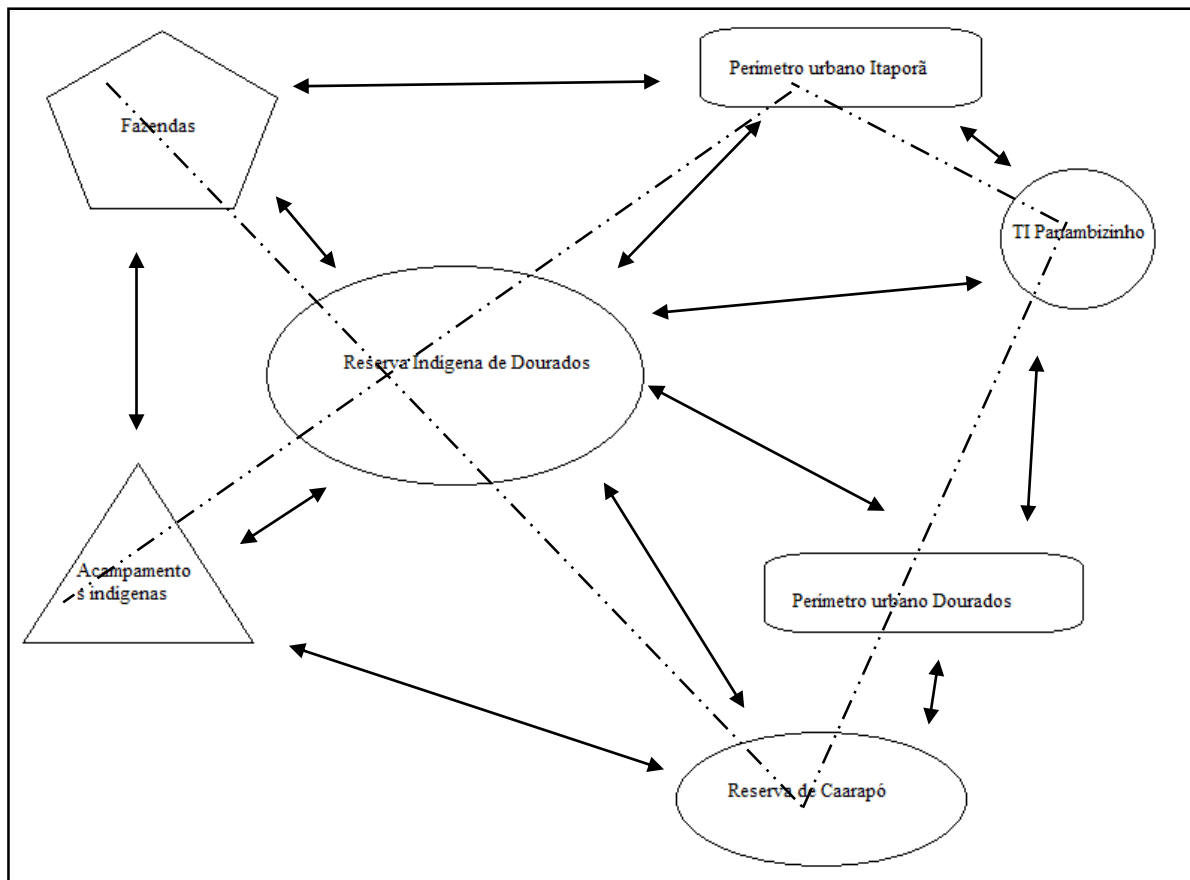 Perímetro urbano Itaporã
Fazendas
TI Panambizinho
Reserva Indígena de Dourados
Acampamento
s indígenas
Perímetro urbano Dourados
Reserva de Caarapó